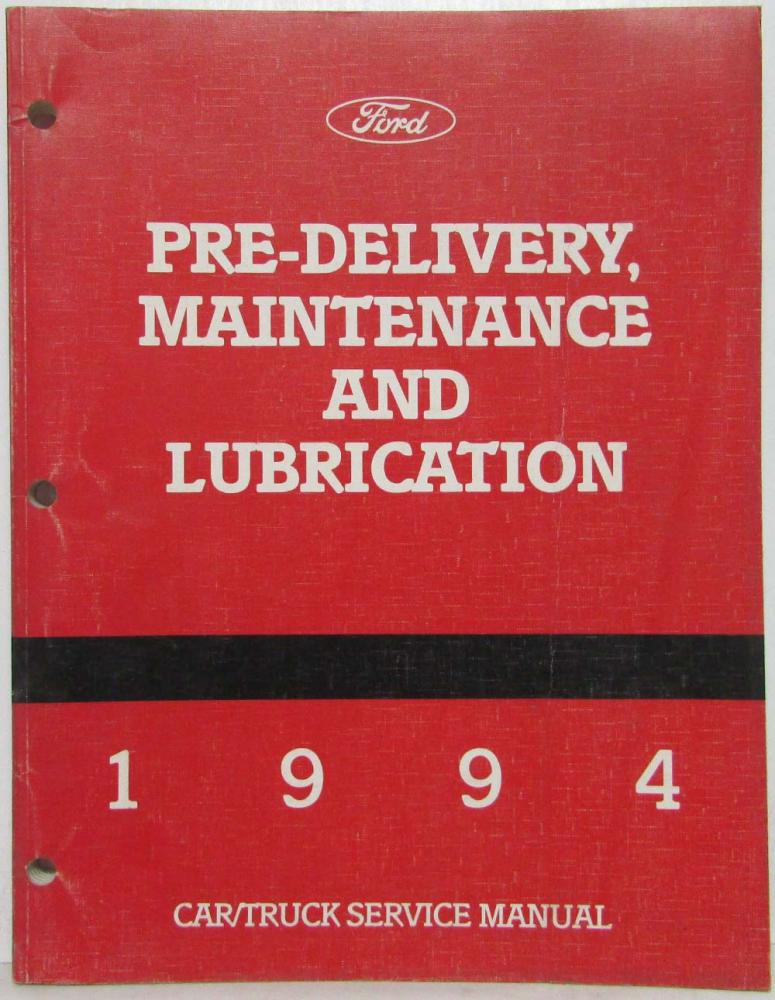 Ford
PRE-DELIVERY,
MAINTENANCE
AND
LUBRICATION
1 9 9 4
CAR/TRUCK SERVICE MANUAL